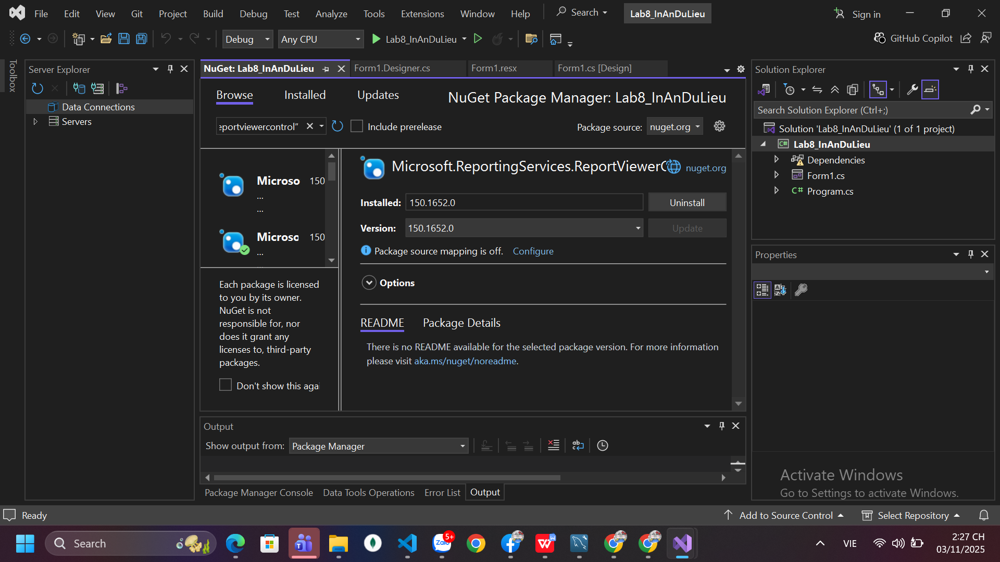 File Edit View Git Project Build Debug Test Analyze Tools Extensions Window Help Search Lab8_InAnDuLieu Sign in
Debug Any CPU Lab8_InAnDuLieu GitHub Copilot
Toolbox
Server Explorer
Data Connections
Servers
NuGet: Lab8_InAnDuLieu Form1.Designer.cs Form1.resx Form1.cs [Design]
Browse Installed Updates NuGet Package Manager: Lab8_InAnDuLieu
eportviewercontrol" Include prerelease Package source: nuget.org
Microso 150
...
...
Microso 150
...
Each package is licensed
to you by its owner.
NuGet is not
responsible for, nor
does it grant any
licenses to, third-party
packages.
Don't show this agai
Microsoft.ReportingServices.ReportViewerC nuget.org
Installed: 150.1652.0 Uninstall
Version: 150.1652.0 Update
Package source mapping is off. Configure
Options
README Package Details
There is no README available for the selected package version. For more information
please visit aka.ms/nuget/noreadme.
Output
Show output from: Package Manager
Package Manager Console Data Tools Operations Error List Output
Solution Explorer
Search Solution Explorer (Ctrl+;)
Solution 'Lab8_InAnDuLieu' (1 of 1 project)
C# Lab8_InAnDuLieu
Dependencies
Form1.cs
C# Program.cs
Properties
Activate Windows
Go to Settings to activate Windows.
Ready Add to Source Control Select Repository
Search Zalo 5+ VIE 2:27 CH
03/11/2025